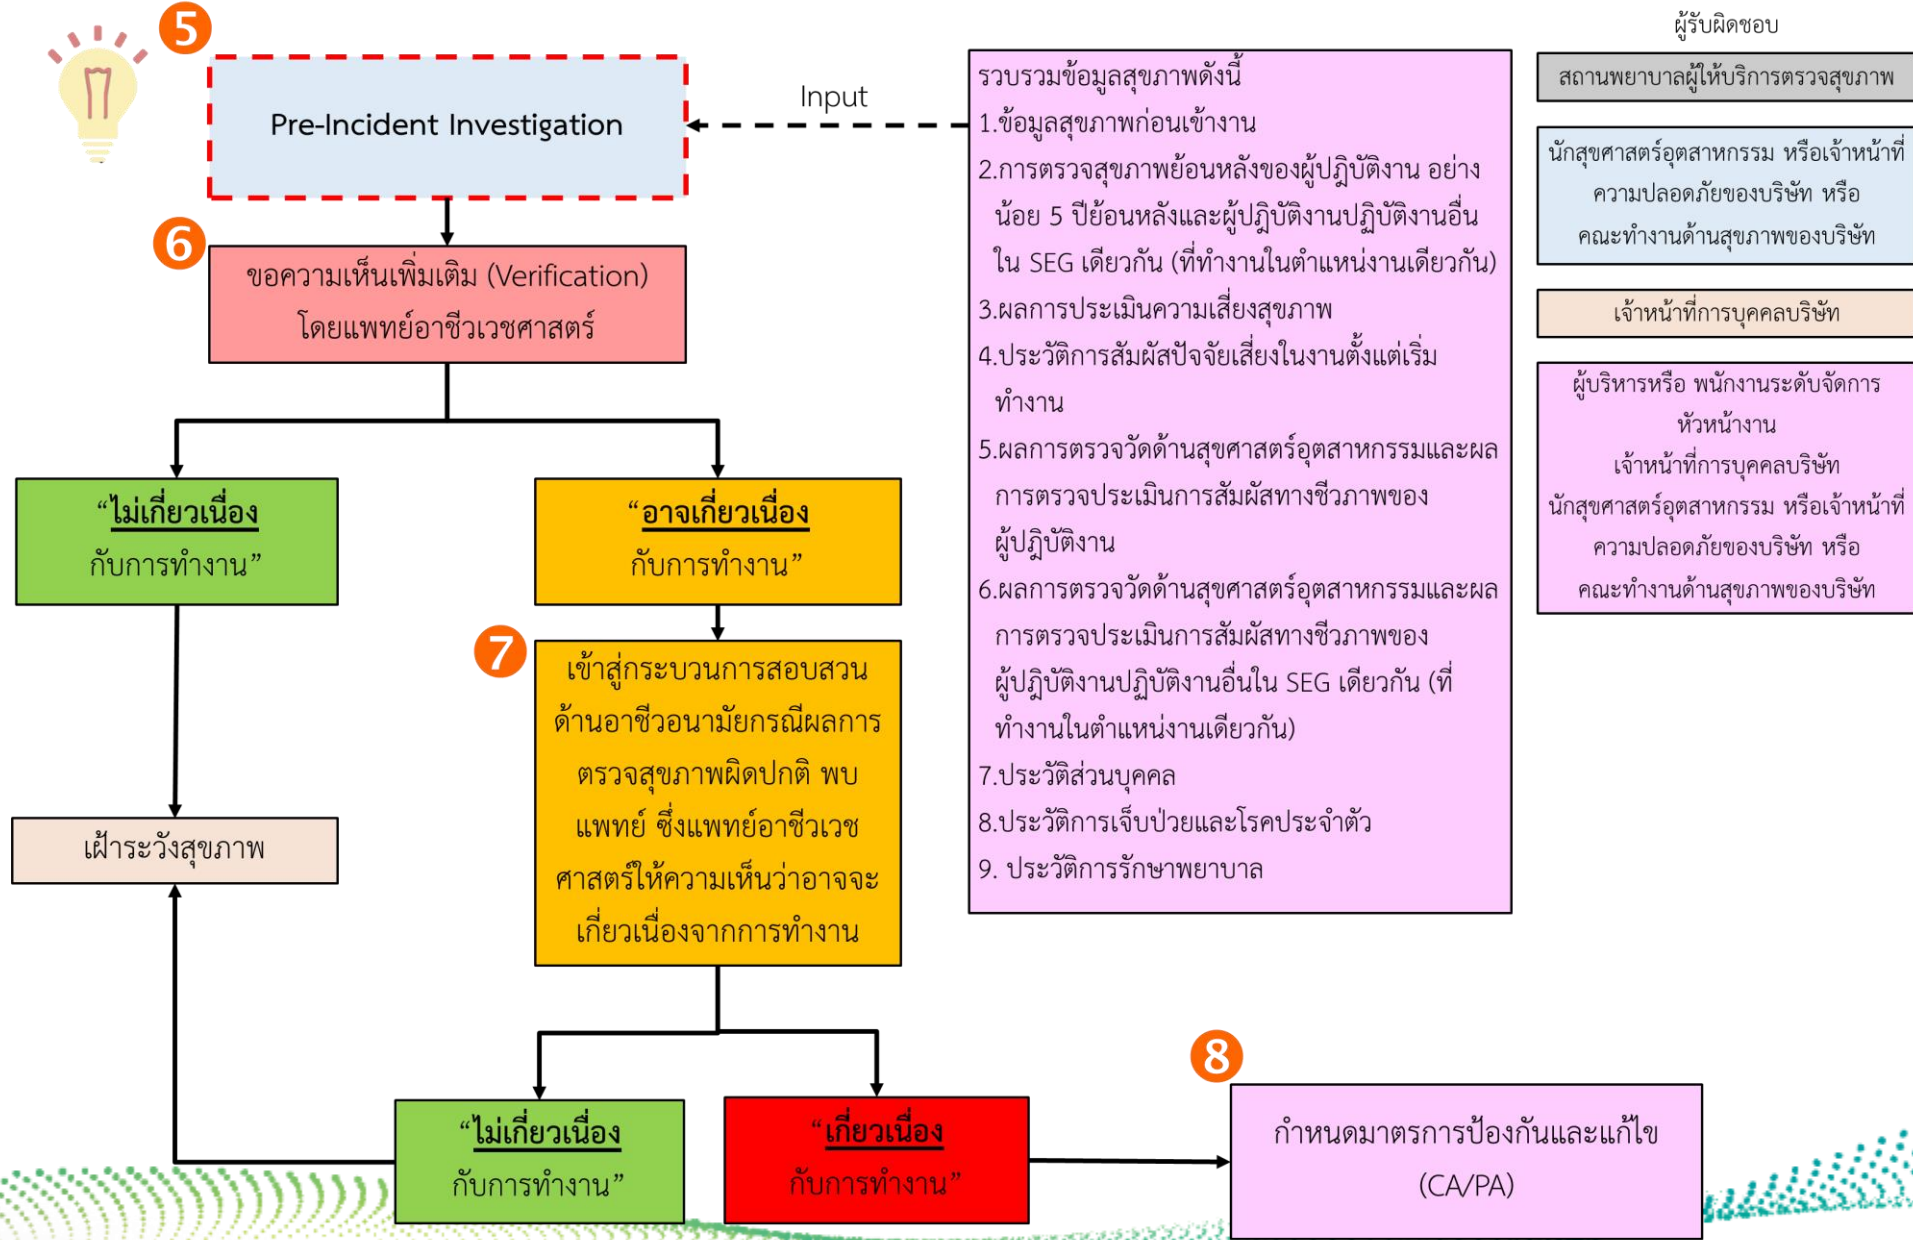 5
Pre-Incident Investigation
Input
6
ขอความเห็นเพิ่มเติม (Verification)
โดยแพทย์อาชีวเวชศาสตร์
“ไม่เกี่ยวเนื่อง
กับการทำงาน”
“อาจเกี่ยวเนื่อง
กับการทำงาน”
7
เข้าสู่กระบวนการสอบสวน
ด้านอาชีวอนามัยกรณีผลการ
ตรวจสุขภาพผิดปกติ พบ
แพทย์ ซึ่งแพทย์อาชีวเวช
ศาสตร์ให้ความเห็นว่าอาจจะ
เกี่ยวเนื่องจากการทำงาน
เฝ้าระวังสุขภาพ
“ไม่เกี่ยวเนื่อง
กับการทำงาน”
“เกี่ยวเนื่อง
กับการทำงาน”
8
กำหนดมาตรการป้องกันและแก้ไข
(CA/PA)
รวบรวมข้อมูลสุขภาพดังนี้
1.ข้อมูลสุขภาพก่อนเข้างาน
2.การตรวจสุขภาพย้อนหลังของผู้ปฎิบัติงาน อย่าง
น้อย 5 ปีย้อนหลังและผู้ปฎิบัติงานปฏิบัติงานอื่น
ใน SEG เดียวกัน (ที่ทำงานในตำแหน่งานเดียวกัน)
3.ผลการประเมินความเสี่ยงสุขภาพ
4.ประวัติการสัมผัสปัจจัยเสี่ยงในงานตั้งแต่เริ่ม
ทำงาน
5.ผลการตรวจวัดด้านสุขศาสตร์อุตสาหกรรมและผล
การตรวจประเมินการสัมผัสทางชีวภาพของ
ผู้ปฎิบัติงาน
6.ผลการตรวจวัดด้านสุขศาสตร์อุตสาหกรรมและผล
การตรวจประเมินการสัมผัสทางชีวภาพของ
ผู้ปฎิบัติงานปฏิบัติงานอื่นใน SEG เดียวกัน (ที่
ทำงานในตำแหน่งานเดียวกัน)
7.ประวัติส่วนบุคคล
8.ประวัติการเจ็บป่วยและโรคประจำตัว
9. ประวัติการรักษาพยาบาล
ผู้รับผิดชอบ
สถานพยาบาลผู้ให้บริการตรวจสุขภาพ
นักสุขศาสตร์อุตสาหกรรม หรือเจ้าหน้าที่
ความปลอดภัยของบริษัท หรือ
คณะทำงานด้านสุขภาพของบริษัท
เจ้าหน้าที่การบุคคลบริษัท
ผู้บริหารหรือ พนักงานระดับจัดการ
หัวหน้างาน
เจ้าหน้าที่การบุคคลบริษัท
นักสุขศาสตร์อุตสาหกรรม หรือเจ้าหน้าที่
ความปลอดภัยของบริษัท หรือ
คณะทำงานด้านสุขภาพของบริษัท